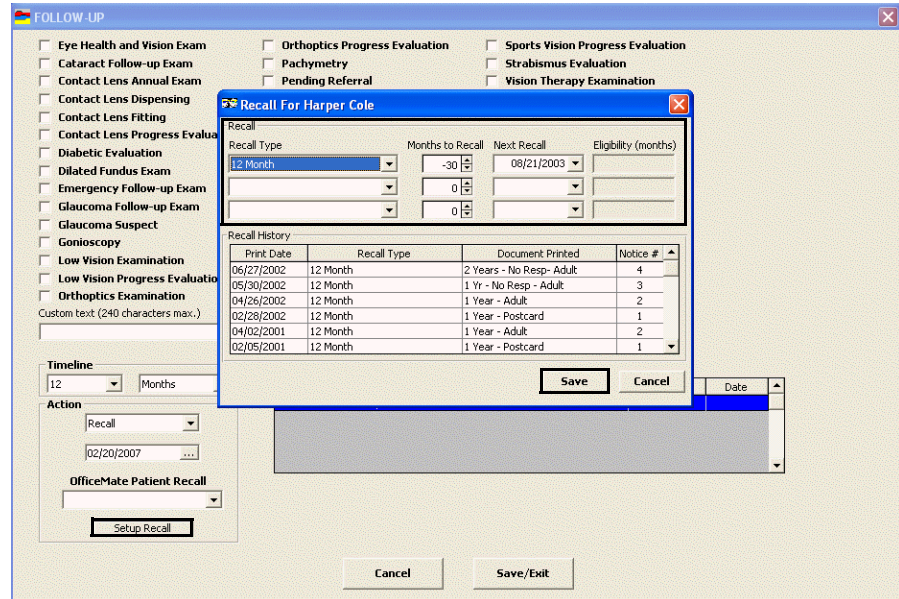 FOLLOW-UP
Eye Health and Vision Exam
Cataract Follow-up Exam
Contact Lens Annual Exam
Contact Lens Dispensing
Contact Lens Fitting
Contact Lens Progress Evalua
Diabetic Evaluation
Dilated Fundus Exam
Emergency Follow-up Exam
Glaucoma Follow-up Exam
Glaucoma Suspect
Gonioscopy
Low Vision Examination
Low Vision Progress Evaluatio
Orthoptics Examination
Orthoptics Progress Evaluation
Pachymetry
Pending Referral
Sports Vision Progress Evaluation
Strabismus Evaluation
Vision Therapy Examination
Custom text (240 characters max.)
Recall For Harper Cole
Recall
Recall Type Months to Recall Next Recall Eligibility (months)
12 Month -30 08/21/2003
0
0
Recall History
Print Date Recall Type Document Printed Notice #
06/27/2002 12 Month 2 Years - No Resp- Adult 4
05/30/2002 12 Month 1 Yr - No Resp - Adult 3
04/26/2002 12 Month 1 Year - Adult 2
02/28/2002 12 Month 1 Year - Postcard 1
04/02/2001 12 Month 1 Year - Adult 2
02/05/2001 12 Month 1 Year - Postcard 1
Save Cancel
Timeline
12 Months
Date
Action
Recall
02/20/2007 ...
OfficeMate Patient Recall
Setup Recall
Cancel Save/Exit